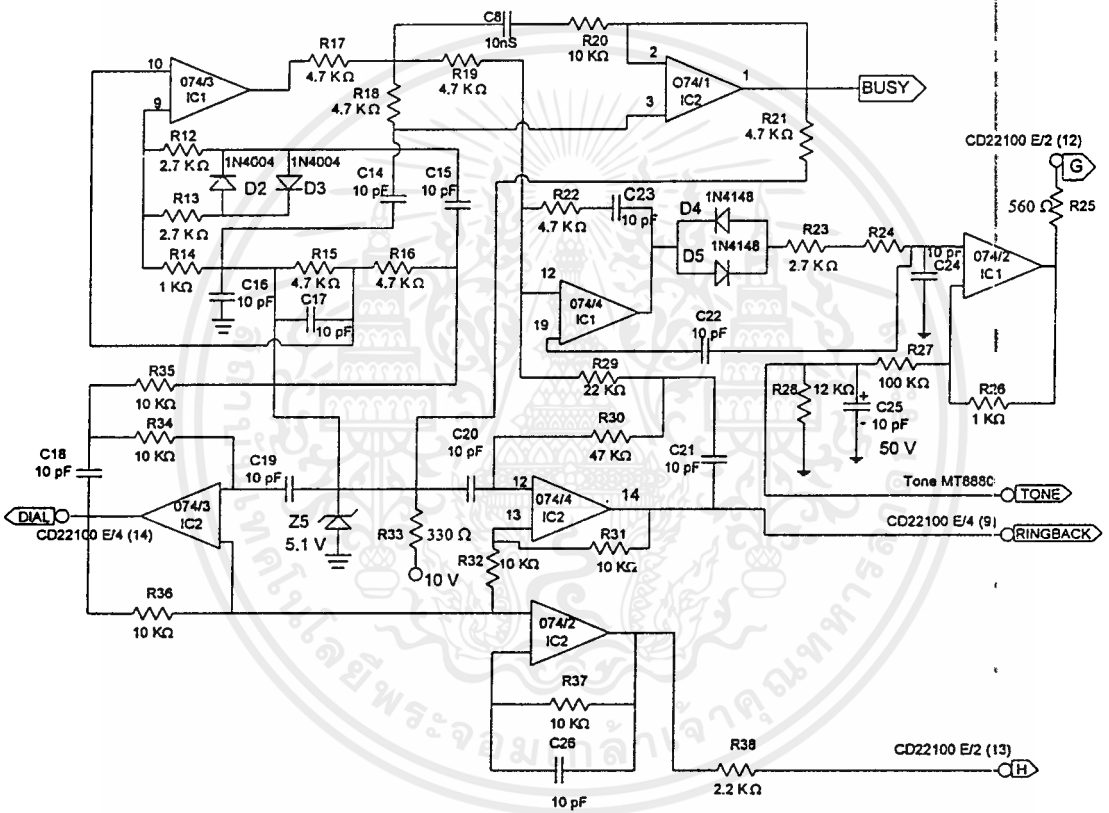 C8
10nS
R20
10 KΩ
R17
4.7 KΩ
R19
4.7 KΩ
R18
4.7 KΩ
10
9
074/3
IC1
2
3
O74/1
IC2
1
BUSY
R21
4.7 KΩ
CD22100 E/2 (12)
G
560 Ω
R25
R12
2.7 KΩ
1N4004
1N4004
D2
D3
R13
2.7 KΩ
R14
1 KΩ
C14
10 pF
C15
10 pF
R15
4.7 KΩ
R16
4.7 KΩ
C16
10 pF
C17
10 pF
R22
4.7 KΩ
C23
10 pF
D4
1N4148
D5
1N4148
R23
2.7 KΩ
R24
10 pF
C24
074/2
IC1
12
19
074/4
IC1
C22
10 pF
R27
100 KΩ
R28
12 KΩ
C25
10 pF
50 V
+
-
R26
1 KΩ
R35
10 KΩ
R34
10 KΩ
C18
10 pF
R29
22 KΩ
R30
47 KΩ
C20
10 pF
C21
10 pF
C19
10 pF
074/3
IC2
DIAL
CD22100 E/4 (14)
Z5
5.1 V
R33
330 Ω
10 V
12
13
074/4
IC2
14
R31
10 KΩ
R32
10 KΩ
Tone MT8880
TONE
CD22100 E/4 (9)
RINGBACK
R36
10 KΩ
074/2
IC2
R37
10 KΩ
C26
10 pF
R38
2.2 KΩ
CD22100 E/2 (13)
H